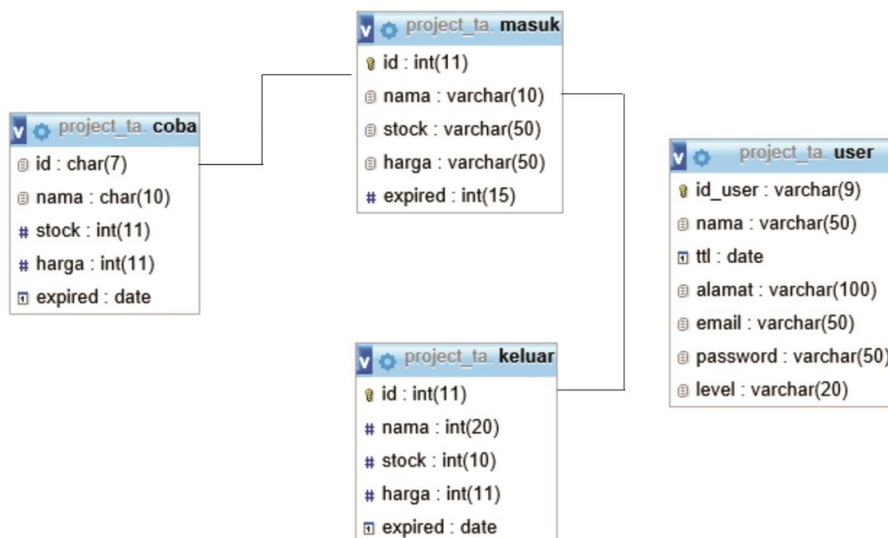 project_ta. masuk
id : int(11)
nama : varchar(10)
stock : varchar(50)
harga : varchar(50)
expired : int(15)
project_ta. coba
id : char(7)
nama : char(10)
stock : int(11)
harga : int(11)
expired : date
project_ta. user
id_user : varchar(9)
nama : varchar(50)
ttl : date
alamat : varchar(100)
email : varchar(50)
password : varchar(50)
level : varchar(20)
project_ta. keluar
id : int(11)
nama : int(20)
stock : int(10)
harga : int(11)
expired : date